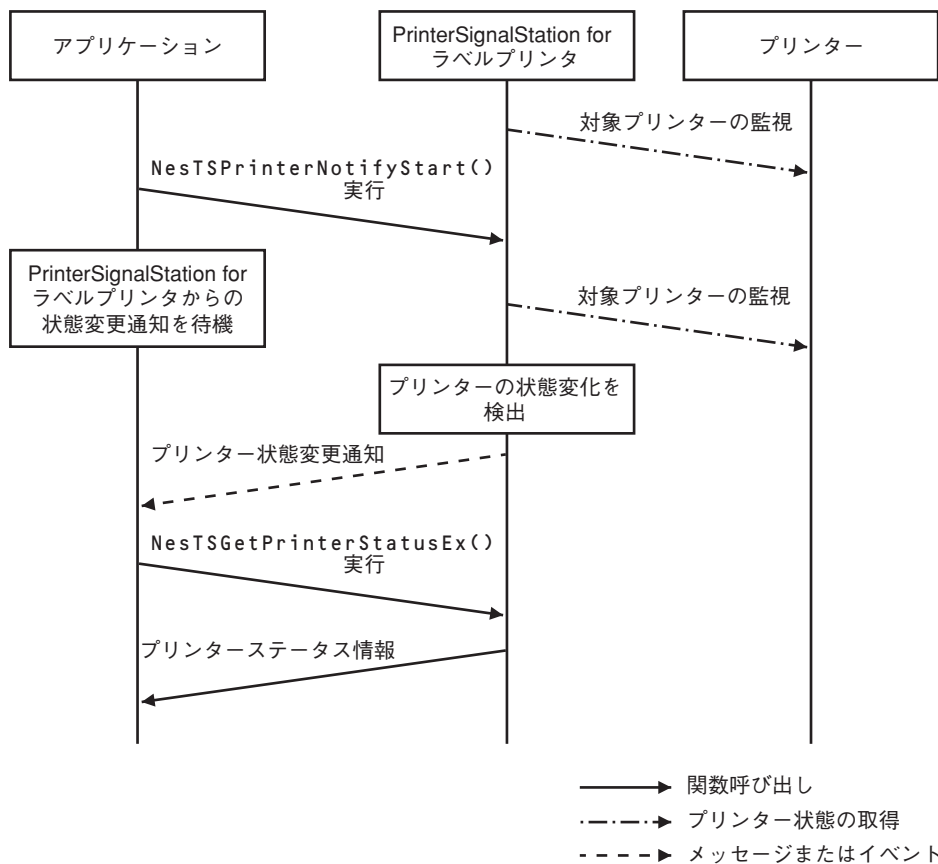 アプリケーション
PrinterSignalStation for
ラベルプリンタ
プリンター
対象プリンターの監視
NesTSPrinterNotifyStart()
実行
PrinterSignalStation for
ラベルプリンタからの
状態変更通知を待機
対象プリンターの監視
プリンターの状態変化を
検出
プリンター状態変更通知
NesTSGetPrinterStatusEx()
実行
プリンターステータス情報
関数呼び出し
プリンター状態の取得
メッセージまたはイベント